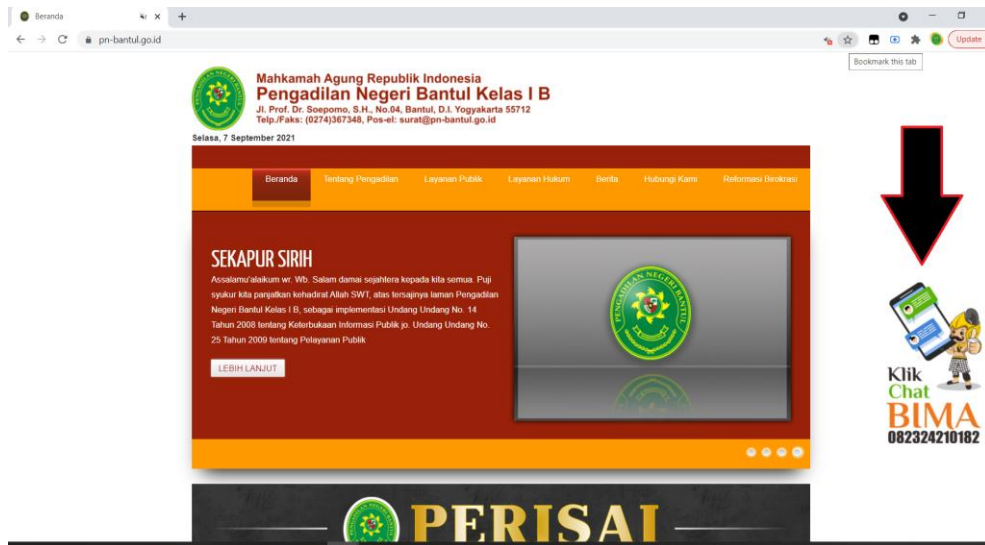 Beranda
pn-bantul.go.id
Update
Bookmark this tab
Mahkamah Agung Republik Indonesia
Pengadilan Negeri Bantul Kelas I B
Jl. Prof. Dr. Soepomo, S.H., No.04, Bantul, D.I. Yogyakarta 55712
Telp./Faks: (0274)367348, Pos-el: surat@pn-bantul.go.id
Selasa, 7 September 2021
Beranda Tentang Pengadilan Layanan Publik Layanan Hukum Berita Hubungi Kami Reformasi Birokrasi
SEKAPUR SIRIH
Assalamu'alaikum wr. Wb. Salam damai sejahtera kepada kita semua. Puji
syukur kita panjatkan kehadirat Allah SWT, atas tersajinya laman Pengadilan
Negeri Bantul Kelas I B, sebagai implementasi Undang Undang No. 14
Tahun 2008 tentang Keterbukaan Informasi Publik jo. Undang Undang No.
25 Tahun 2009 tentang Pelayanan Publik
LEBIH LANJUT
PENGADILAN NEGERI BANTUL
Klik
Chat
BIMA
082324210182
PERISAI